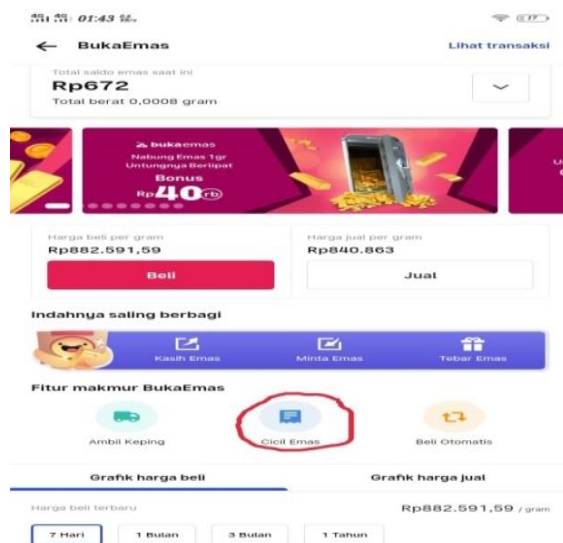 4G 4G 01:43
17
← BukaEmas
Lihat transaksi
Total saldo emas saat ini
Rp672
Total berat 0,0008 gram
bukaemas
Nabung Emas 1gr
Untungnya Berlipat
Bonus
Rp40rb
Harga beli per gram
Harga jual per gram
Rp882.591,59
Rp840.863
Beli
Jual
Indahnya saling berbagi
Kasih Emas
Minta Emas
Tebar Emas
Fitur makmur BukaEmas
Ambil Keping
Cicil Emas
Beli Otomatis
Grafik harga beli
Grafik harga jual
Harga beli terbaru
Rp882.591,59 / gram
7 Hari
1 Bulan
3 Bulan
1 Tahun